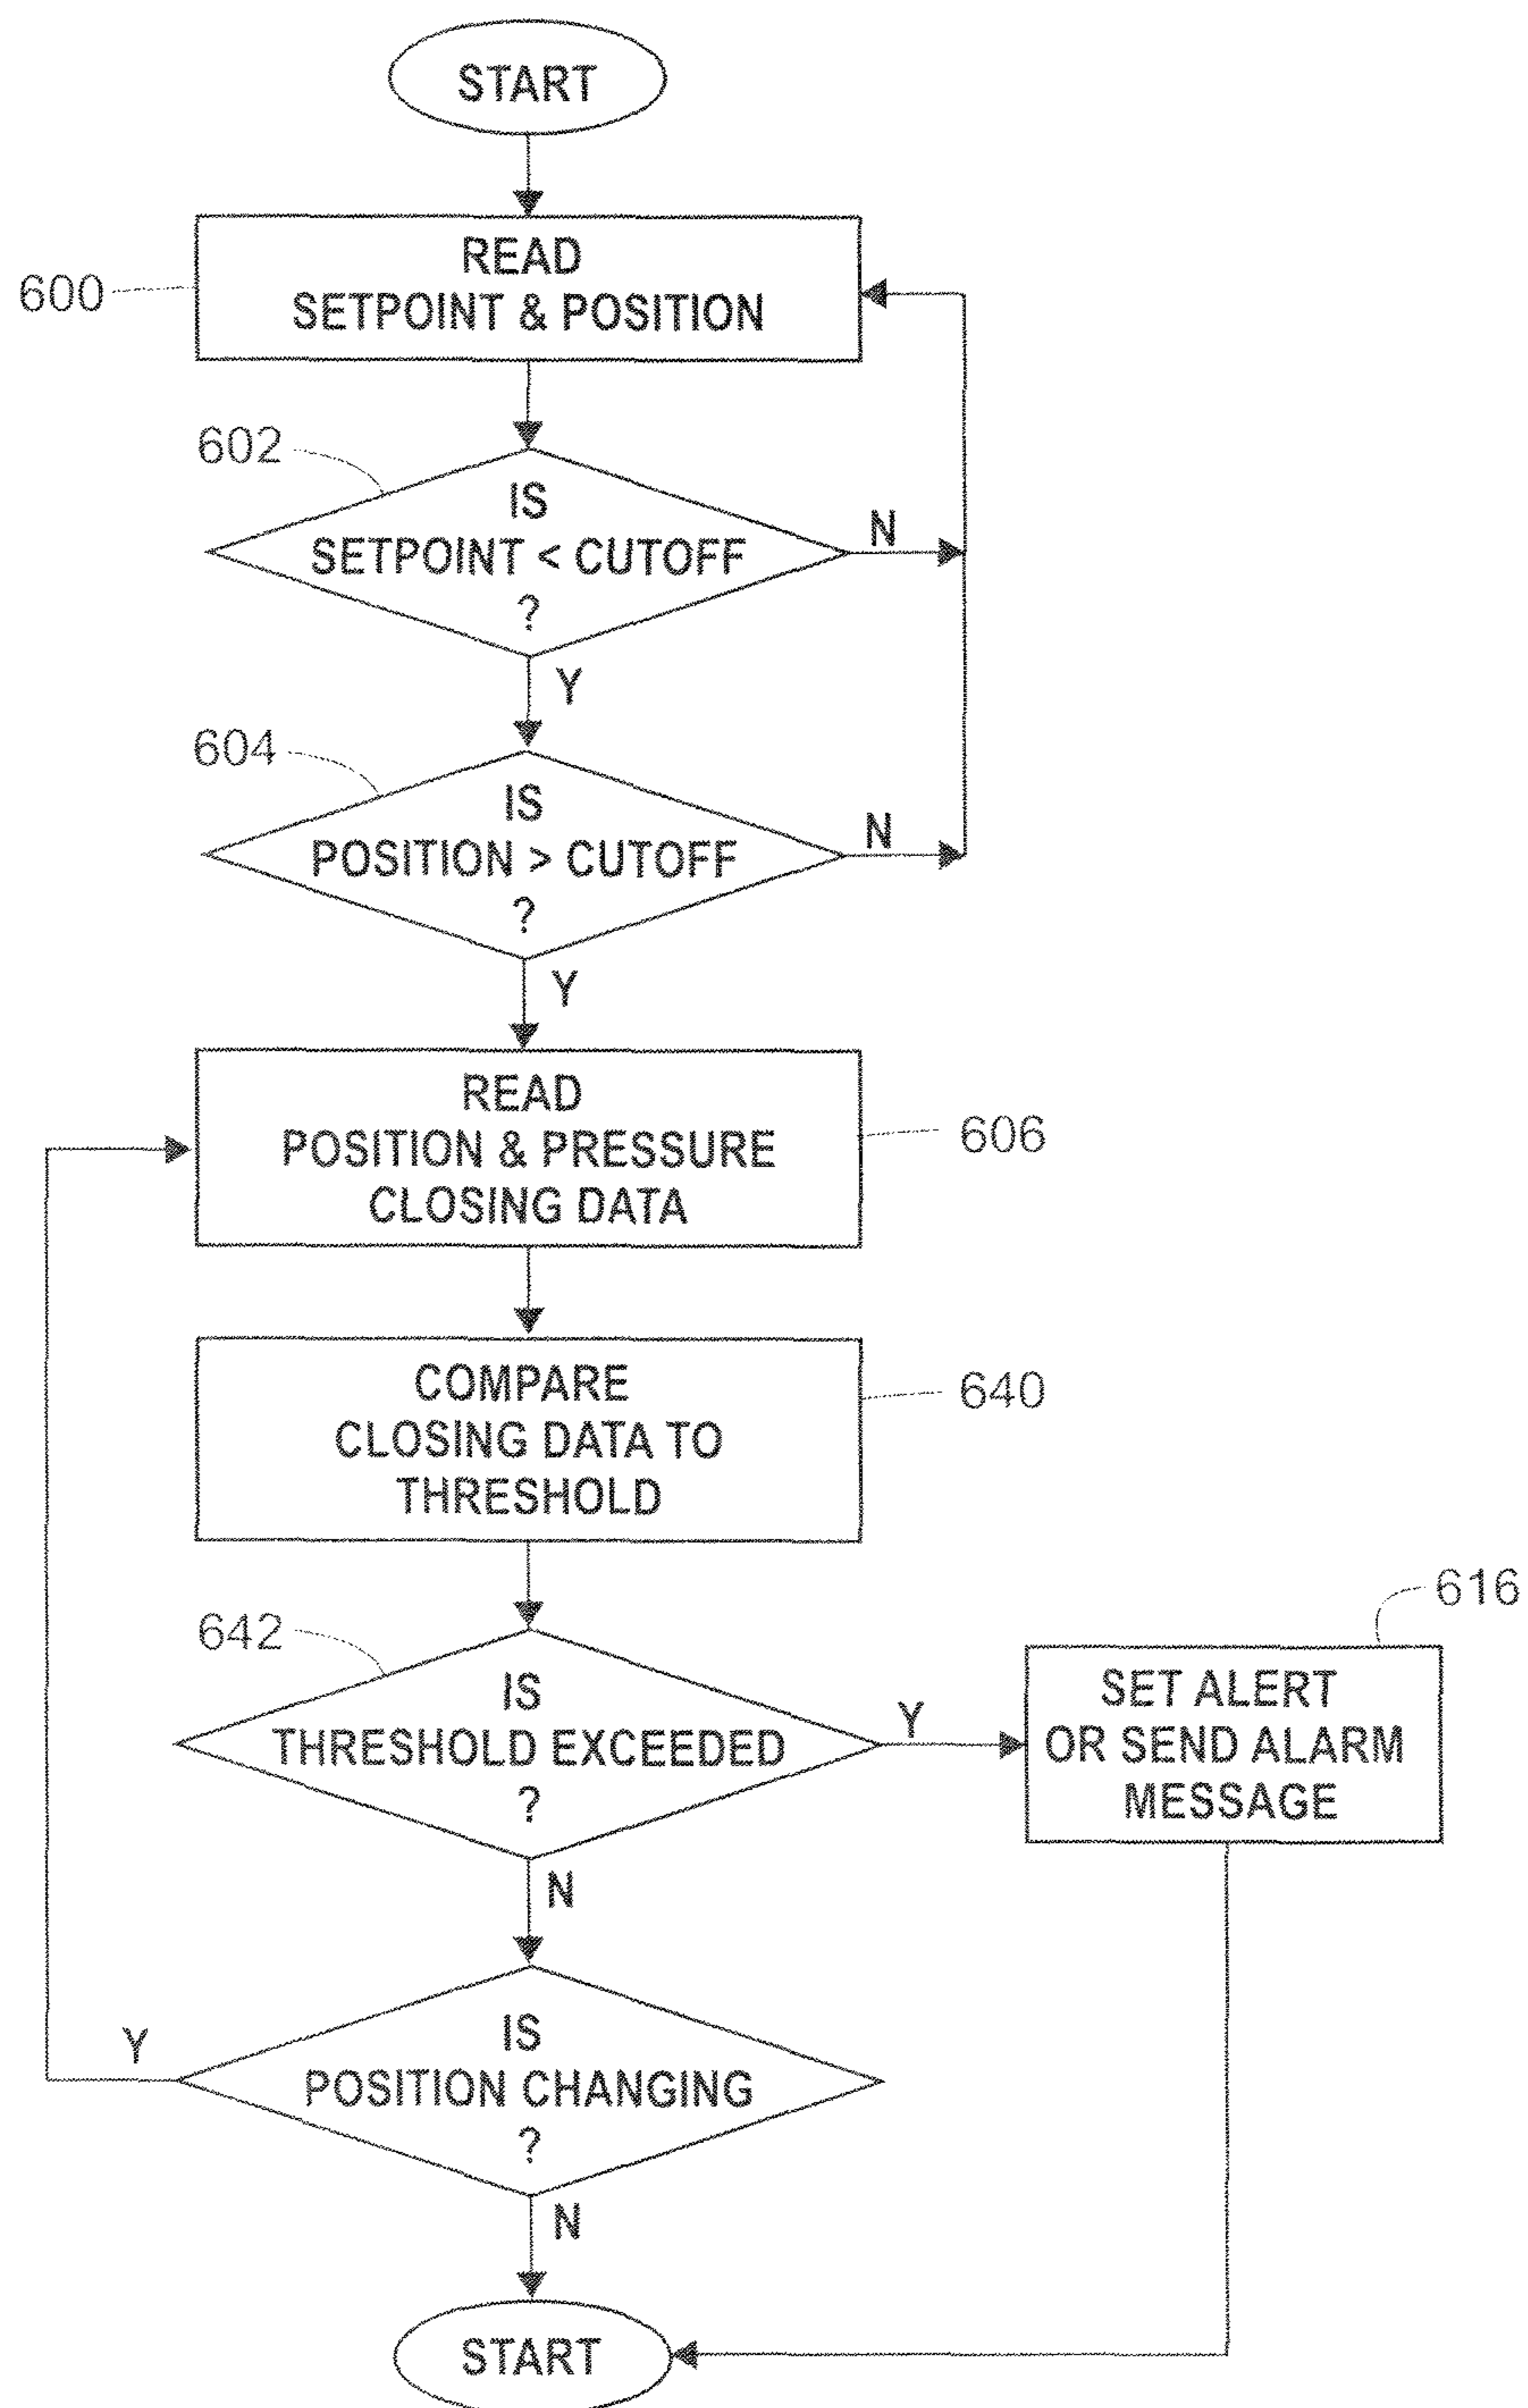 START
READ
SETPOINT & POSITION
600
602
IS
SETPOINT < CUTOFF
?
N
Y
604
IS
POSITION > CUTOFF
?
N
Y
READ
POSITION & PRESSURE
CLOSING DATA
606
COMPARE
CLOSING DATA TO
THRESHOLD
640
642
IS
THRESHOLD EXCEEDED
?
Y
616
SET ALERT
OR SEND ALARM
MESSAGE
N
IS
POSITION CHANGING
?
Y
N
START